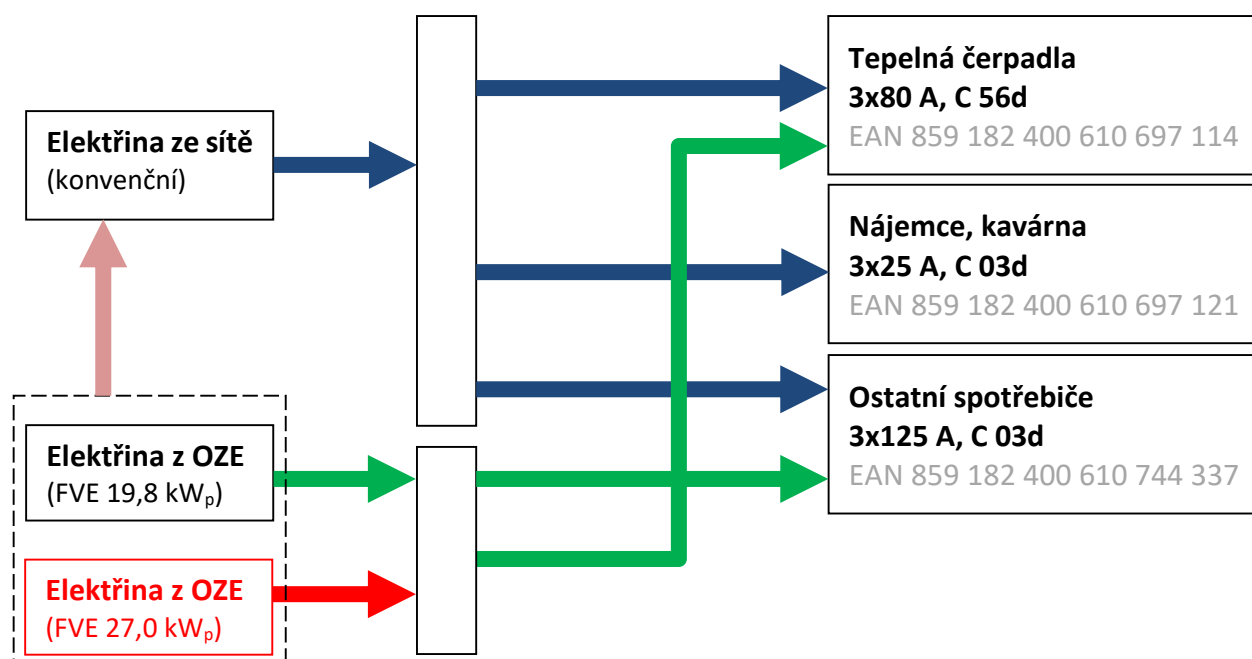 Elektřina ze sítě
(konvenční)
Elektřina z OZE
(FVE 19,8 kWp)
Elektřina z OZE
(FVE 27,0 kWp)
Tepelná čerpadla
3x80 A, C 56d
EAN 859 182 400 610 697 114
Nájemce, kavárna
3x25 A, C 03d
EAN 859 182 400 610 697 121
Ostatní spotřebiče
3x125 A, C 03d
EAN 859 182 400 610 744 337